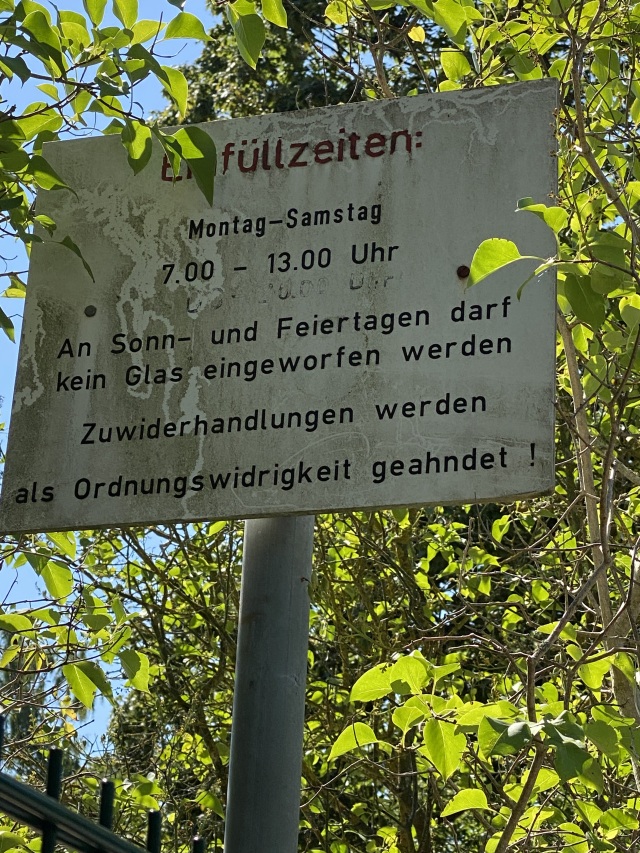 Einfüllzeiten:
Montag-Samstag
7.00 - 13.00 Uhr
An Sonn- und Feiertagen darf
kein Glas eingeworfen werden
Zuwiderhandlungen werden
als Ordnungswidrigkeit geahndet !